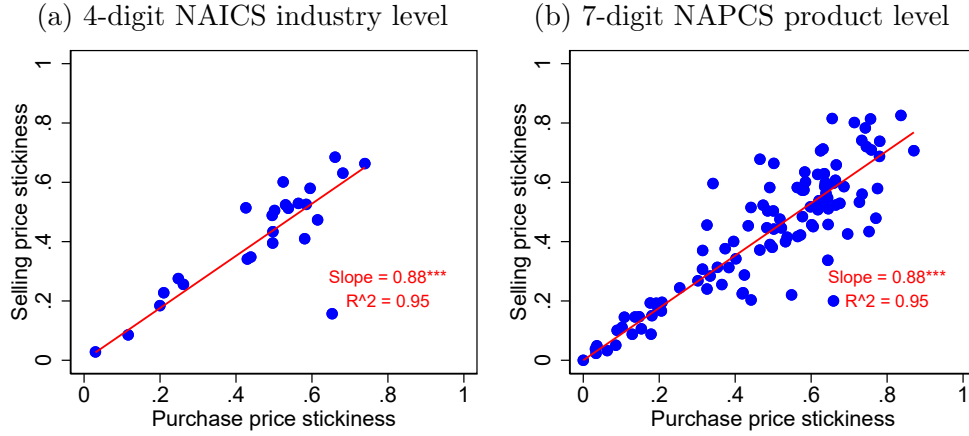 (a) 4-digit NAICS industry level
(b) 7-digit NAPCS product level
Selling price stickiness
1
.8
.6
.4
.2
0
Slope = 0.88***
R^2 = 0.95
0
.2
.4
.6
.8
1
Purchase price stickiness
Selling price stickiness
1
.8
.6
.4
.2
0
Slope = 0.88***
R^2 = 0.95
0
.2
.4
.6
.8
1
Purchase price stickiness